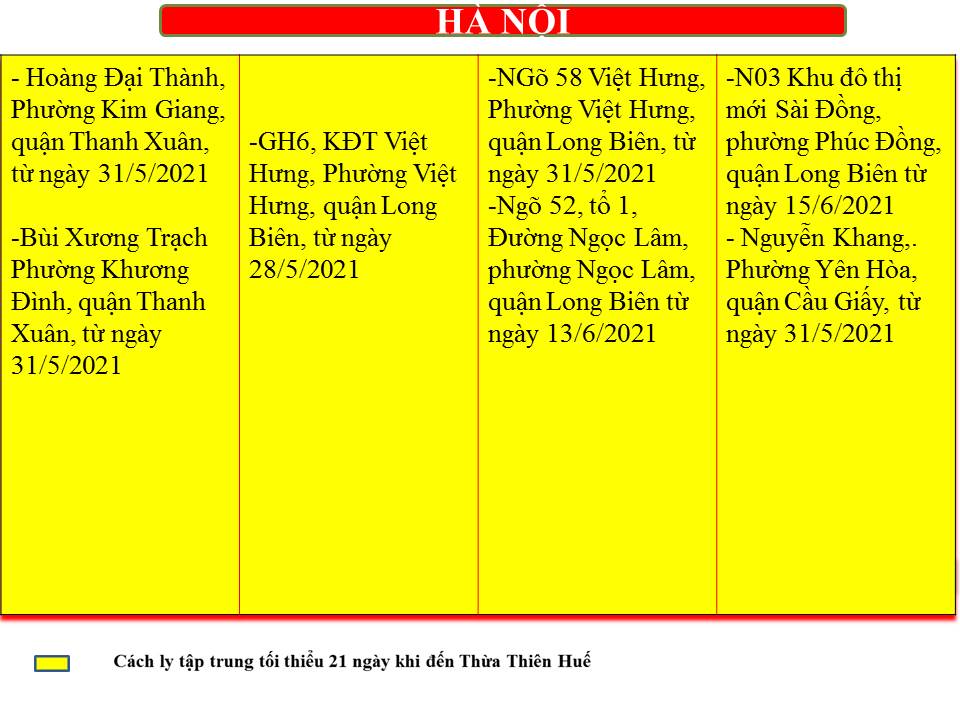 HÀ NỘI
- Hoàng Đại Thành,
Phường Kim Giang,
quận Thanh Xuân,
từ ngày 31/5/2021
-Bùi Xương Trạch
Phường Khương
Đình, quận Thanh
Xuân, từ ngày
31/5/2021
-GH6, KĐT Việt
Hưng, Phường Việt
Hưng, quận Long
Biên, từ ngày
28/5/2021
-NGõ 58 Việt Hưng,
Phường Việt Hưng,
quận Long Biên, từ
ngày 31/5/2021
-Ngõ 52, tổ 1,
Đường Ngọc Lâm,
phường Ngọc Lâm,
quận Long Biên từ
ngày 13/6/2021
-N03 Khu đô thị
mới Sài Đồng,
phường Phúc Đồng,
quận Long Biên từ
ngày 15/6/2021
- Nguyễn Khang,.
Phường Yên Hòa,
quận Cầu Giấy, từ
ngày 31/5/2021
Cách ly tập trung tối thiểu 21 ngày khi đến Thừa Thiên Huế